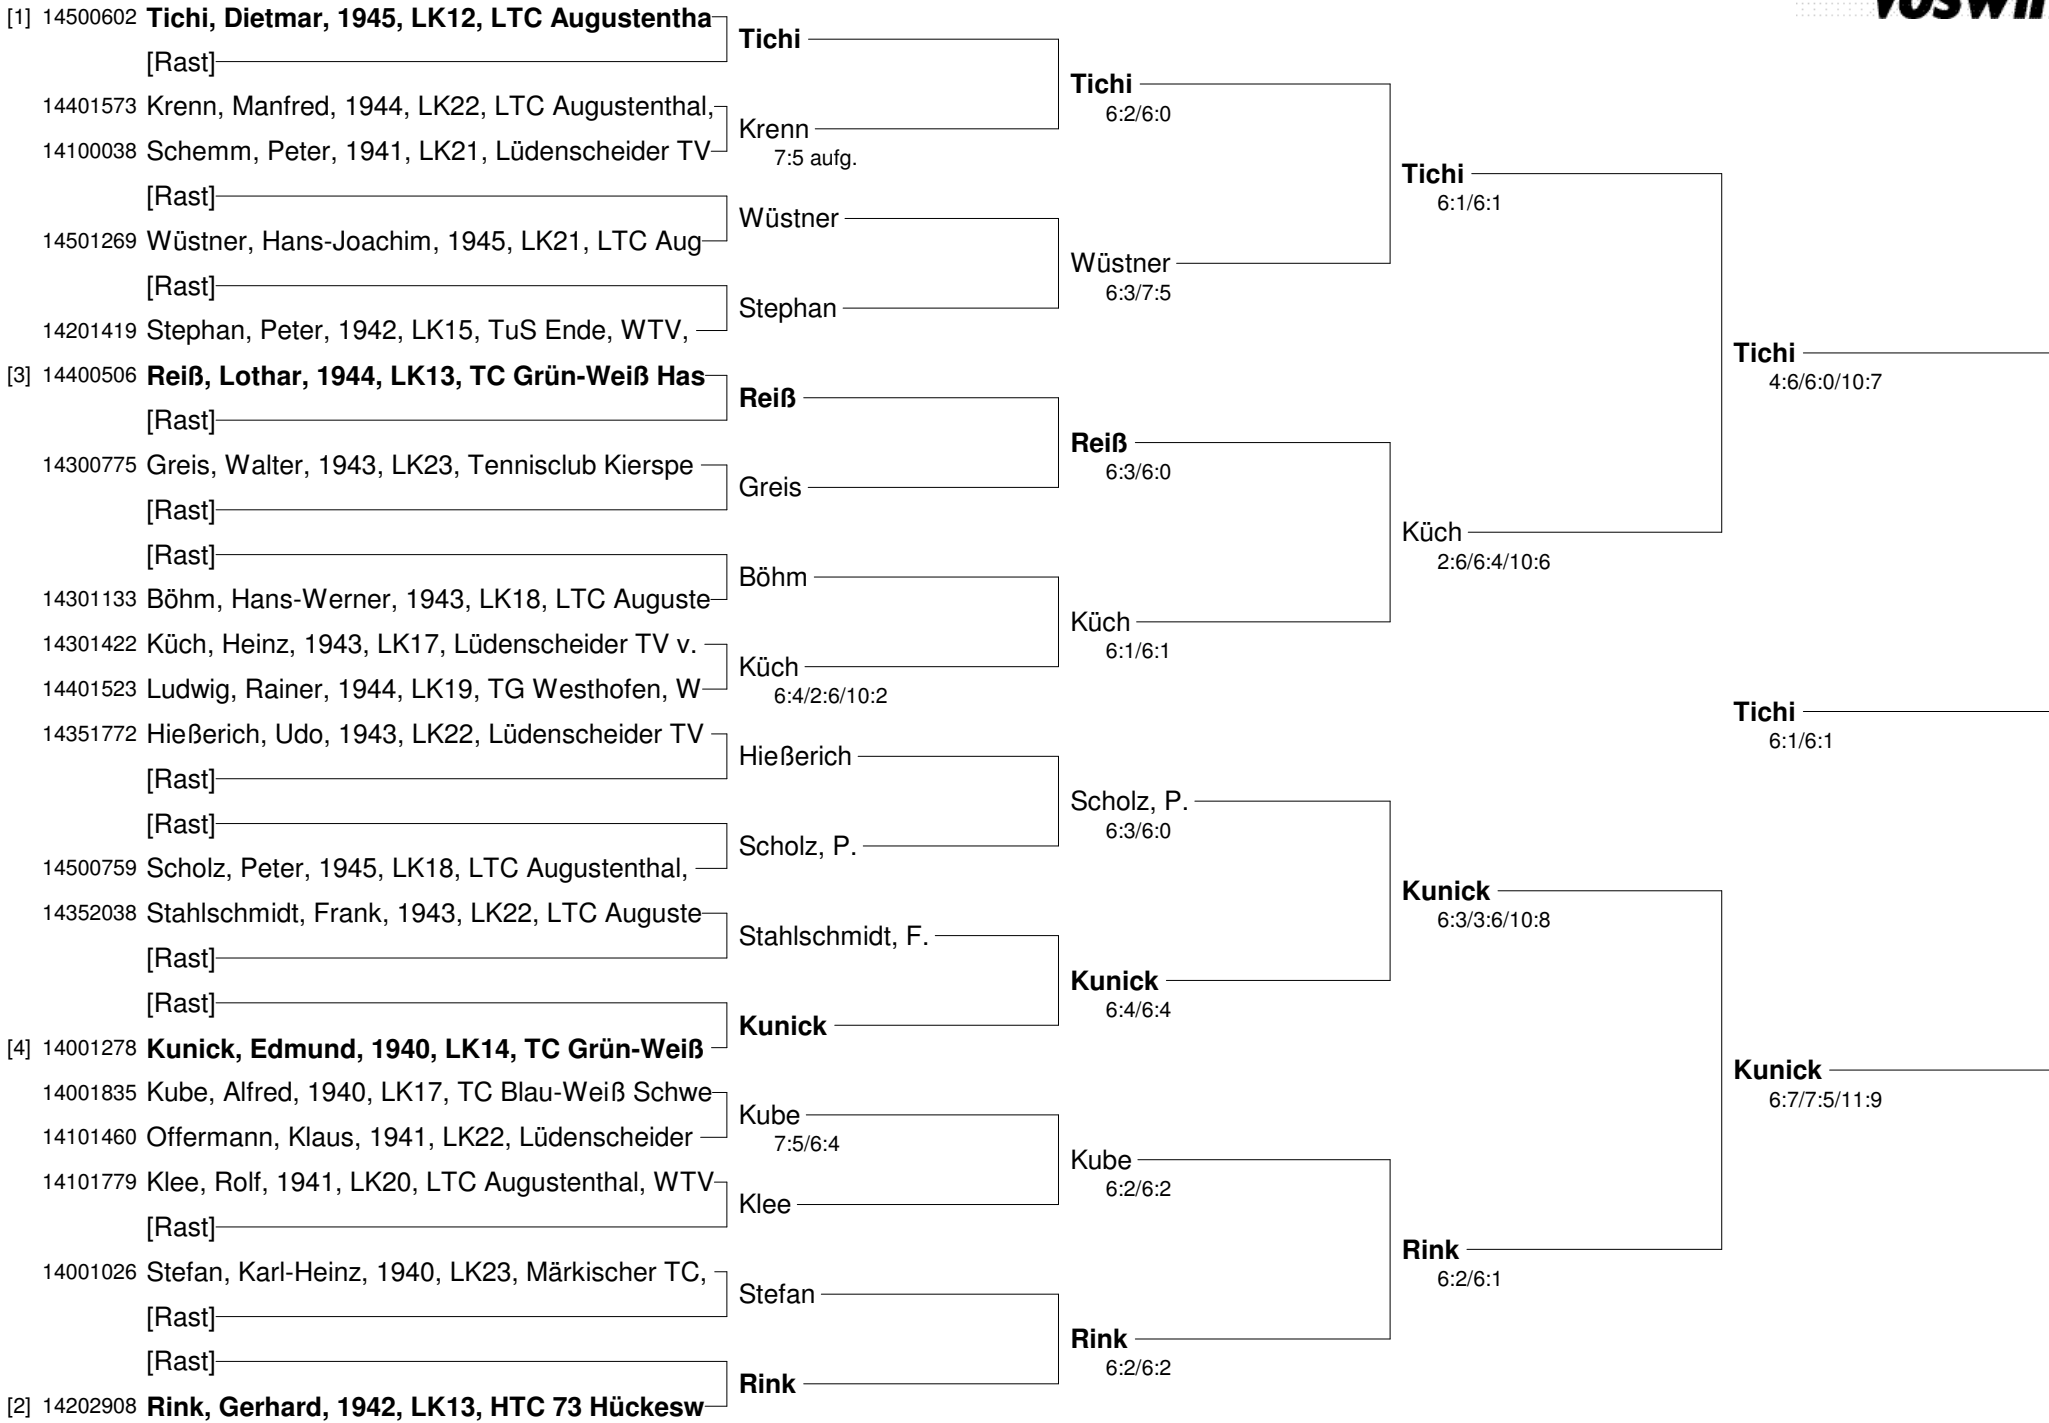 [1] 14500602 Tichi, Dietmar, 1945, LK12, LTC Augustentha
[Rast]
14401573 Krenn, Manfred, 1944, LK22, LTC Augustenthal,
14100038 Schemm, Peter, 1941, LK21, Lüdenscheider TV
[Rast]
14501269 Wüstner, Hans-Joachim, 1945, LK21, LTC Aug
[Rast]
14201419 Stephan, Peter, 1942, LK15, TuS Ende, WTV,
[3] 14400506 Reiß, Lothar, 1944, LK13, TC Grün-Weiß Has
[Rast]
14300775 Greis, Walter, 1943, LK23, Tennisclub Kierspe
[Rast]
[Rast]
14301133 Böhm, Hans-Werner, 1943, LK18, LTC Auguste
14301422 Küch, Heinz, 1943, LK17, Lüdenscheider TV v.
14401523 Ludwig, Rainer, 1944, LK19, TG Westhofen, W
14351772 Hießerich, Udo, 1943, LK22, Lüdenscheider TV
[Rast]
[Rast]
14500759 Scholz, Peter, 1945, LK18, LTC Augustenthal,
14352038 Stahlschmidt, Frank, 1943, LK22, LTC Auguste
[Rast]
[Rast]
[4] 14001278 Kunick, Edmund, 1940, LK14, TC Grün-Weiß
14001835 Kube, Alfred, 1940, LK17, TC Blau-Weiß Schwe
14101460 Offermann, Klaus, 1941, LK22, Lüdenscheider
14101779 Klee, Rolf, 1941, LK20, LTC Augustenthal, WTV
[Rast]
14001026 Stefan, Karl-Heinz, 1940, LK23, Märkischer TC,
[Rast]
[Rast]
[2] 14202908 Rink, Gerhard, 1942, LK13, HTC 73 Hückesw
Tichi
Krenn
7:5 aufg.
Wüstner
Stephan
Reiß
Greis
Böhm
Küch
6:4/2:6/10:2
Hießerich
Scholz, P.
Stahlschmidt, F.
Kunick
Kube
7:5/6:4
Klee
Stefan
Rink
Tichi
6:2/6:0
Wüstner
6:3/7:5
Reiß
6:3/6:0
Küch
6:1/6:1
Scholz, P.
6:3/6:0
Kunick
6:4/6:4
Kube
6:2/6:2
Rink
6:2/6:2
Tichi
6:1/6:1
Küch
2:6/6:4/10:6
Kunick
6:3/3:6/10:8
Rink
6:2/6:1
Tichi
4:6/6:0/10:7
Tichi
6:1/6:1
Kunick
6:7/7:5/11:9